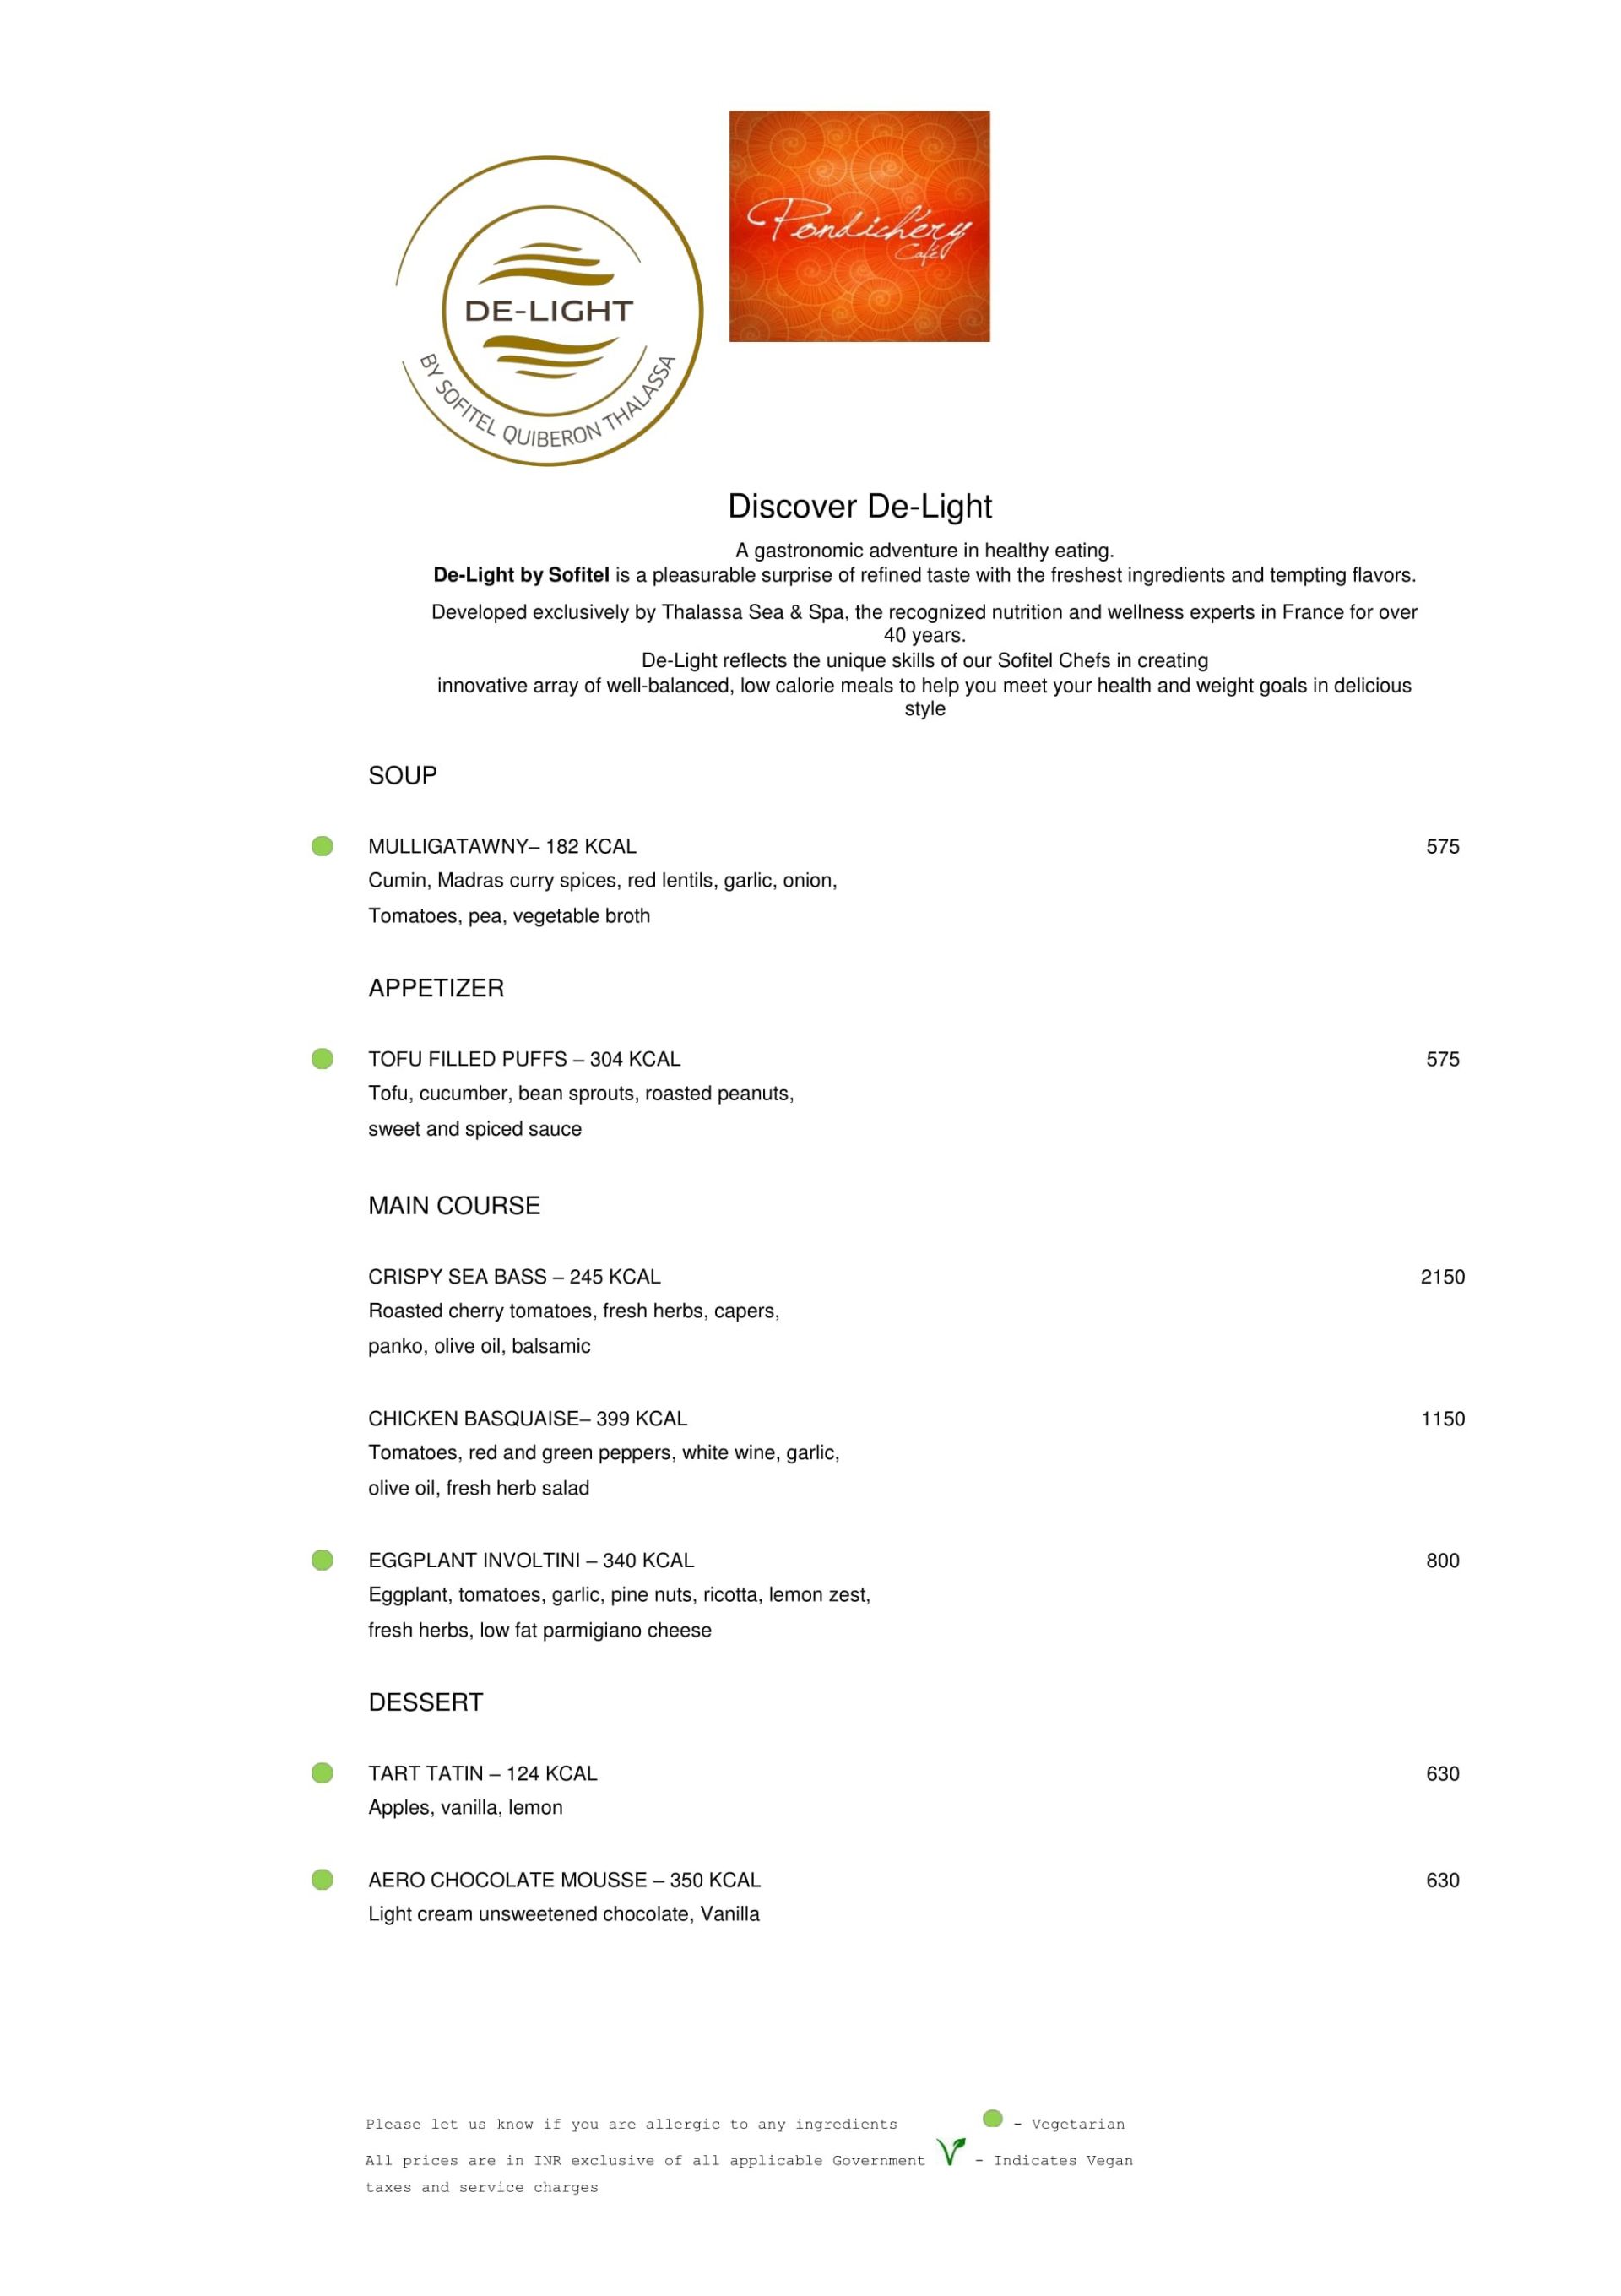 DE-LIGHT
BY SOFITEL QUIBERON THALASSA
Pondichéry
Café
Discover De-Light
A gastronomic adventure in healthy eating.
De-Light by Sofitel is a pleasurable surprise of refined taste with the freshest ingredients and tempting flavors.
Developed exclusively by Thalassa Sea & Spa, the recognized nutrition and wellness experts in France for over
40 years.
De-Light reflects the unique skills of our Sofitel Chefs in creating
innovative array of well-balanced, low calorie meals to help you meet your health and weight goals in delicious
style
SOUP
MULLIGATAWNY– 182 KCAL 575
Cumin, Madras curry spices, red lentils, garlic, onion,
Tomatoes, pea, vegetable broth
APPETIZER
TOFU FILLED PUFFS – 304 KCAL 575
Tofu, cucumber, bean sprouts, roasted peanuts,
sweet and spiced sauce
MAIN COURSE
CRISPY SEA BASS – 245 KCAL 2150
Roasted cherry tomatoes, fresh herbs, capers,
panko, olive oil, balsamic
CHICKEN BASQUAISE– 399 KCAL 1150
Tomatoes, red and green peppers, white wine, garlic,
olive oil, fresh herb salad
EGGPLANT INVOLTINI – 340 KCAL 800
Eggplant, tomatoes, garlic, pine nuts, ricotta, lemon zest,
fresh herbs, low fat parmigiano cheese
DESSERT
TART TATIN – 124 KCAL 630
Apples, vanilla, lemon
AERO CHOCOLATE MOUSSE – 350 KCAL 630
Light cream unsweetened chocolate, Vanilla
Please let us know if you are allergic to any ingredients - Vegetarian
All prices are in INR exclusive of all applicable Government - Indicates Vegan
taxes and service charges